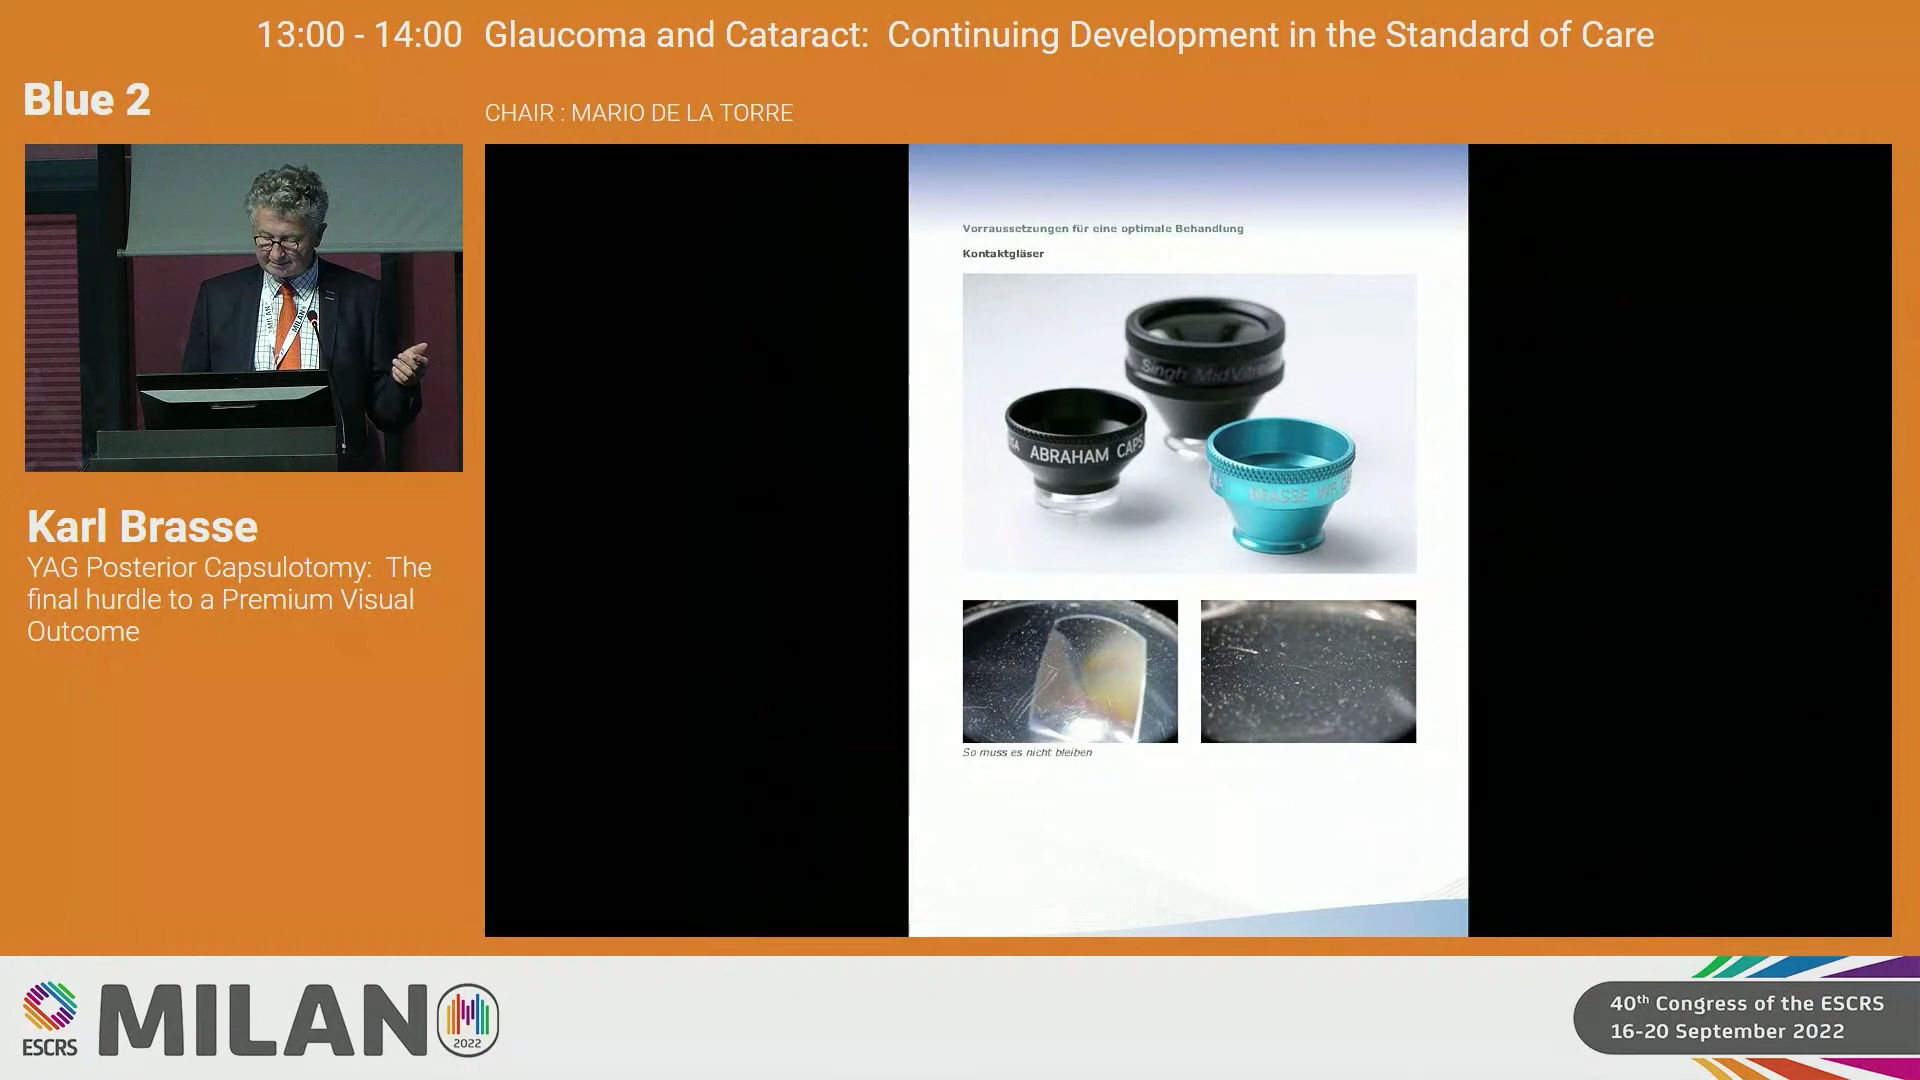 13:00 - 14:00 Glaucoma and Cataract: Continuing Development in the Standard of Care
Blue 2
CHAIR : MARIO DE LA TORRE
Karl Brasse
YAG Posterior Capsulotomy: The
final hurdle to a Premium Visual
Outcome
Vorraussetzungen für eine optimale Behandlung
Kontaktgläser
Singh MidVitre
ABRAHAM CAPS
BRASSE
So muss es nicht bleiben
ESCRS
MILAN
2022
40th Congress of the ESCRS
16-20 September 2022